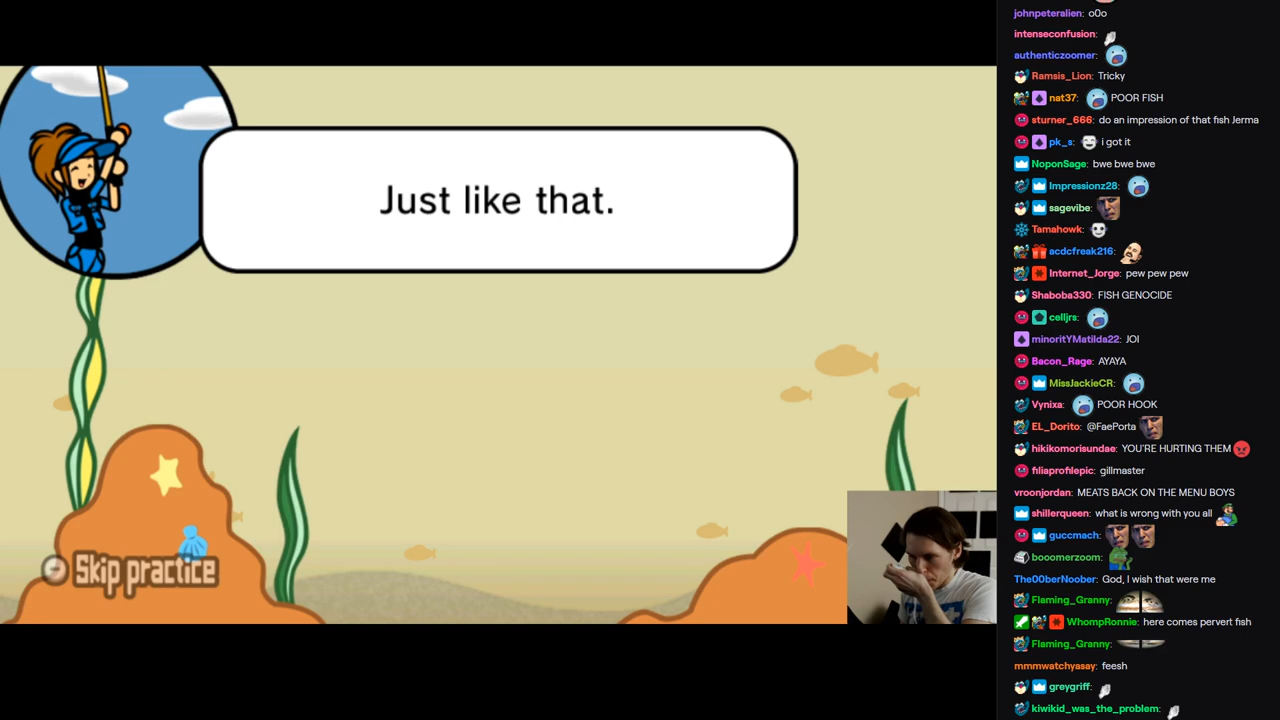 Just like that.
Skip practice
johnpeteralien: o0o
intenseconfusion:
authenticzoomer:
Ramsis_Lion: Tricky
nat37: POOR FISH
sturner_666: do an impression of that fish Jerma
pk_s: i got it
NoponSage: bwe bwe bwe
Impressionz28:
sagevibe:
Tamahowk:
acdcfreak216:
Internet_Jorge: pew pew pew
Shaboba330: FISH GENOCIDE
celljrs:
minoritYMatilda22: JOI
Bacon_Rage: AYAYA
MissJackieCR:
Vynixa: POOR HOOK
EL_Dorito: @FaePorta
hikikomorisundae: YOU'RE HURTING THEM
filiaprofilepic: gillmaster
vroonjordan: MEATS BACK ON THE MENU BOYS
shillerqueen: what is wrong with you all
guccmach:
booomerzoom:
The00berNoober: God, I wish that were me
Flaming_Granny:
WhompRonnie: here comes pervert fish
Flaming_Granny:
mmmwatchyasay: feesh
greygriff:
kiwikid_was_the_problem: